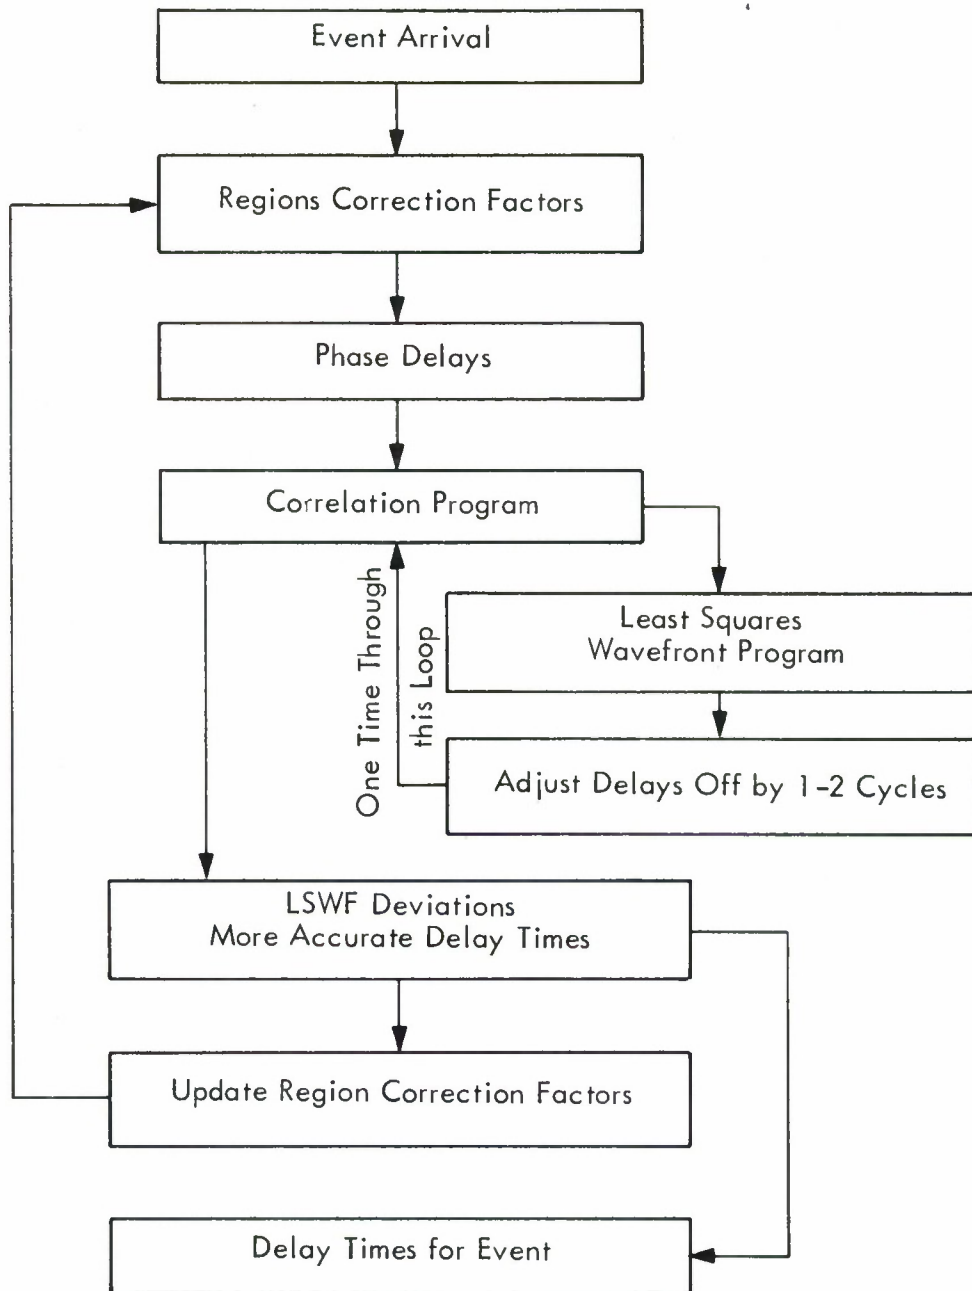 Event Arrival
Regions Correction Factors
Phase Delays
Correlation Program
Least Squares
Wavefront Program
One Time Through
this Loop
Adjust Delays Off by 1-2 Cycles
LSWF Deviations
More Accurate Delay Times
Update Region Correction Factors
Delay Times for Event